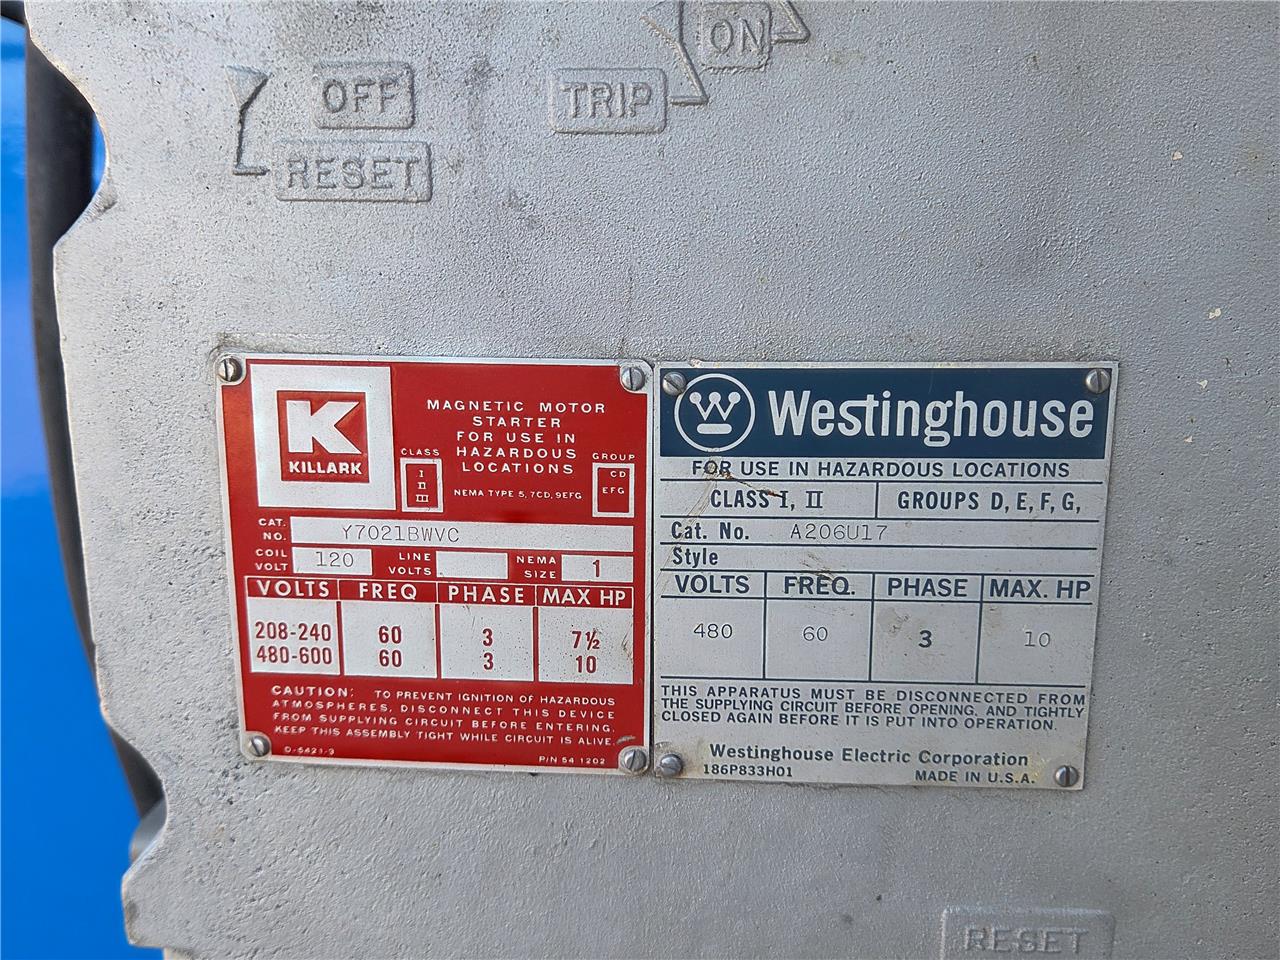 ON
OFF
TRIP
RESET
K
KILLARK
MAGNETIC MOTOR
STARTER
FOR USE IN
HAZARDOUS
LOCATIONS
CLASS
I
II
III
GROUP
CD
EFG
NEMA TYPE 5, 7CD, 9EFG
CAT. NO. Y7021BWVC
COIL VOLT 120 LINE VOLTS NEMA SIZE 1
VOLTS FREQ PHASE MAX HP
208-240 60 3 7½
480-600 60 3 10
CAUTION: TO PREVENT IGNITION OF HAZARDOUS
ATMOSPHERES, DISCONNECT THIS DEVICE
FROM SUPPLYING CIRCUIT BEFORE ENTERING.
KEEP THIS ASSEMBLY TIGHT WHILE CIRCUIT IS ALIVE.
D-5421-3 P/N 54 1202
W Westinghouse
FOR USE IN HAZARDOUS LOCATIONS
CLASS I, II GROUPS D, E, F, G,
Cat. No. A206U17
Style
VOLTS FREQ. PHASE MAX. HP
480 60 3 10
THIS APPARATUS MUST BE DISCONNECTED FROM
THE SUPPLYING CIRCUIT BEFORE OPENING, AND TIGHTLY
CLOSED AGAIN BEFORE IT IS PUT INTO OPERATION.
Westinghouse Electric Corporation
186P833H01 MADE IN U.S.A.
RESET